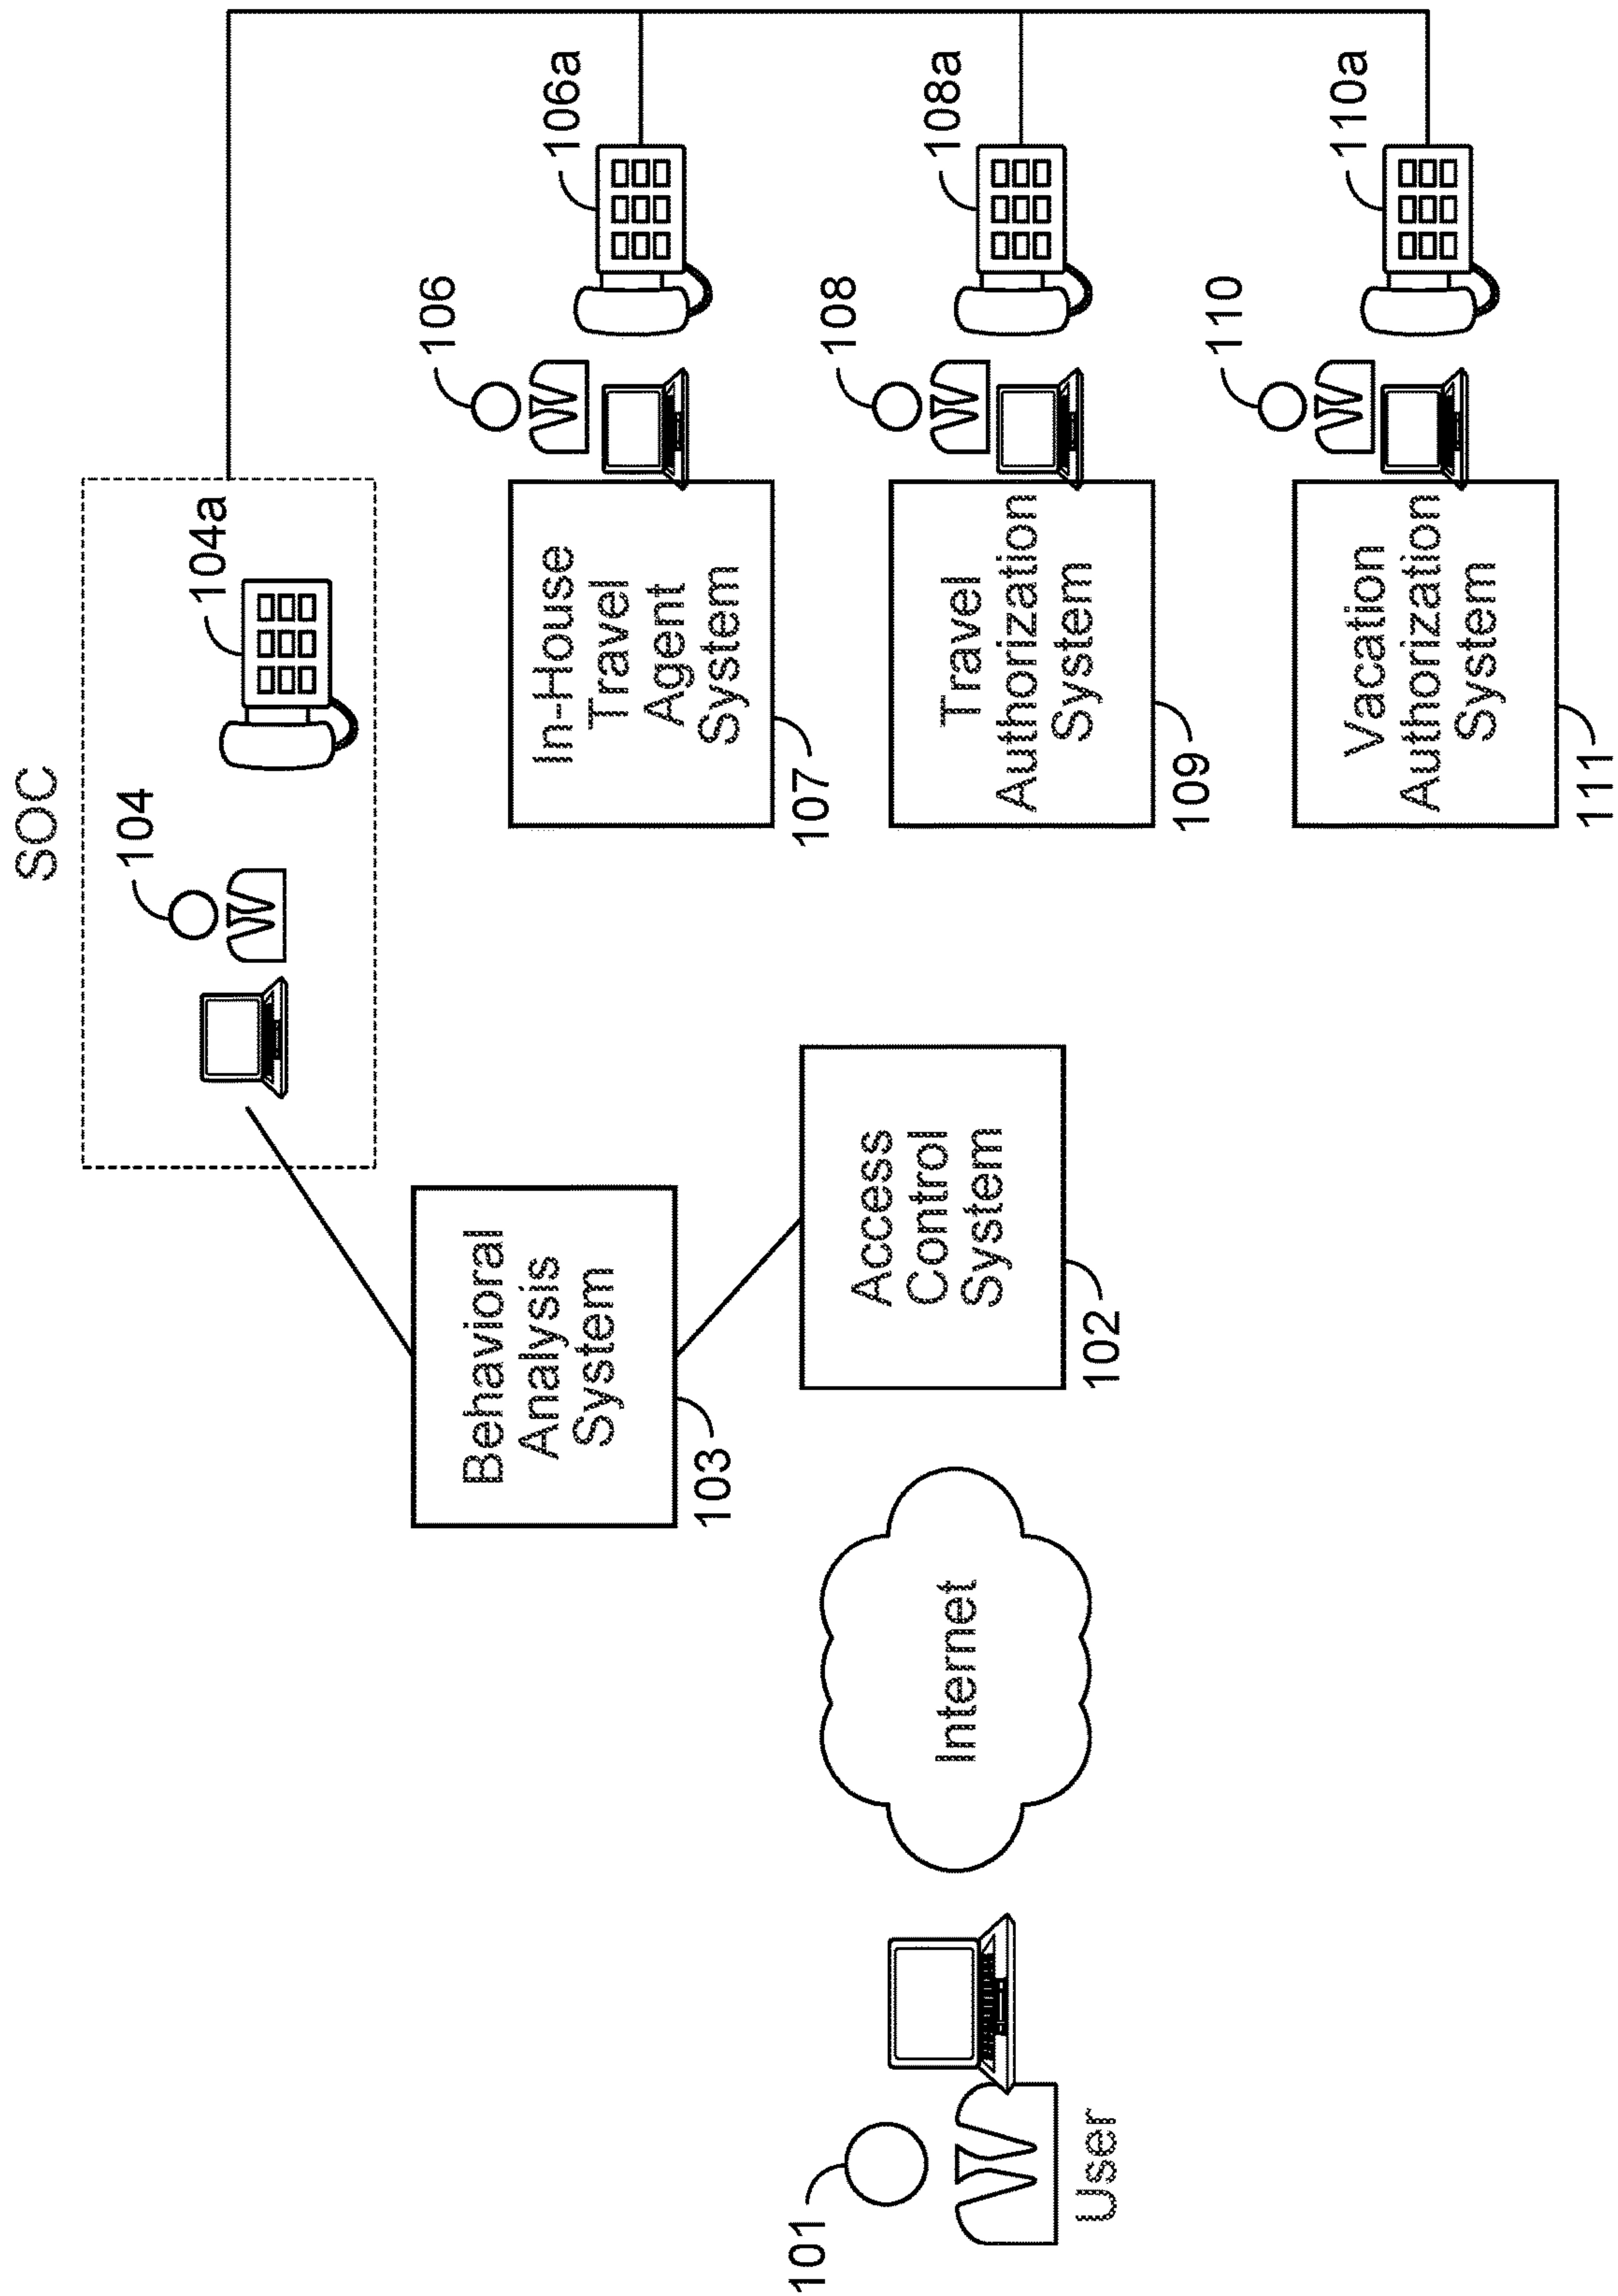 SOC
104
104a
Behavioral
Analysis
System
103
Access
Control
System
102
Internet
101
User
106
106a
In-House
Travel
Agent
System
107
108
108a
Travel
Authorization
System
109
110
110a
Vacation
Authorization
System
111